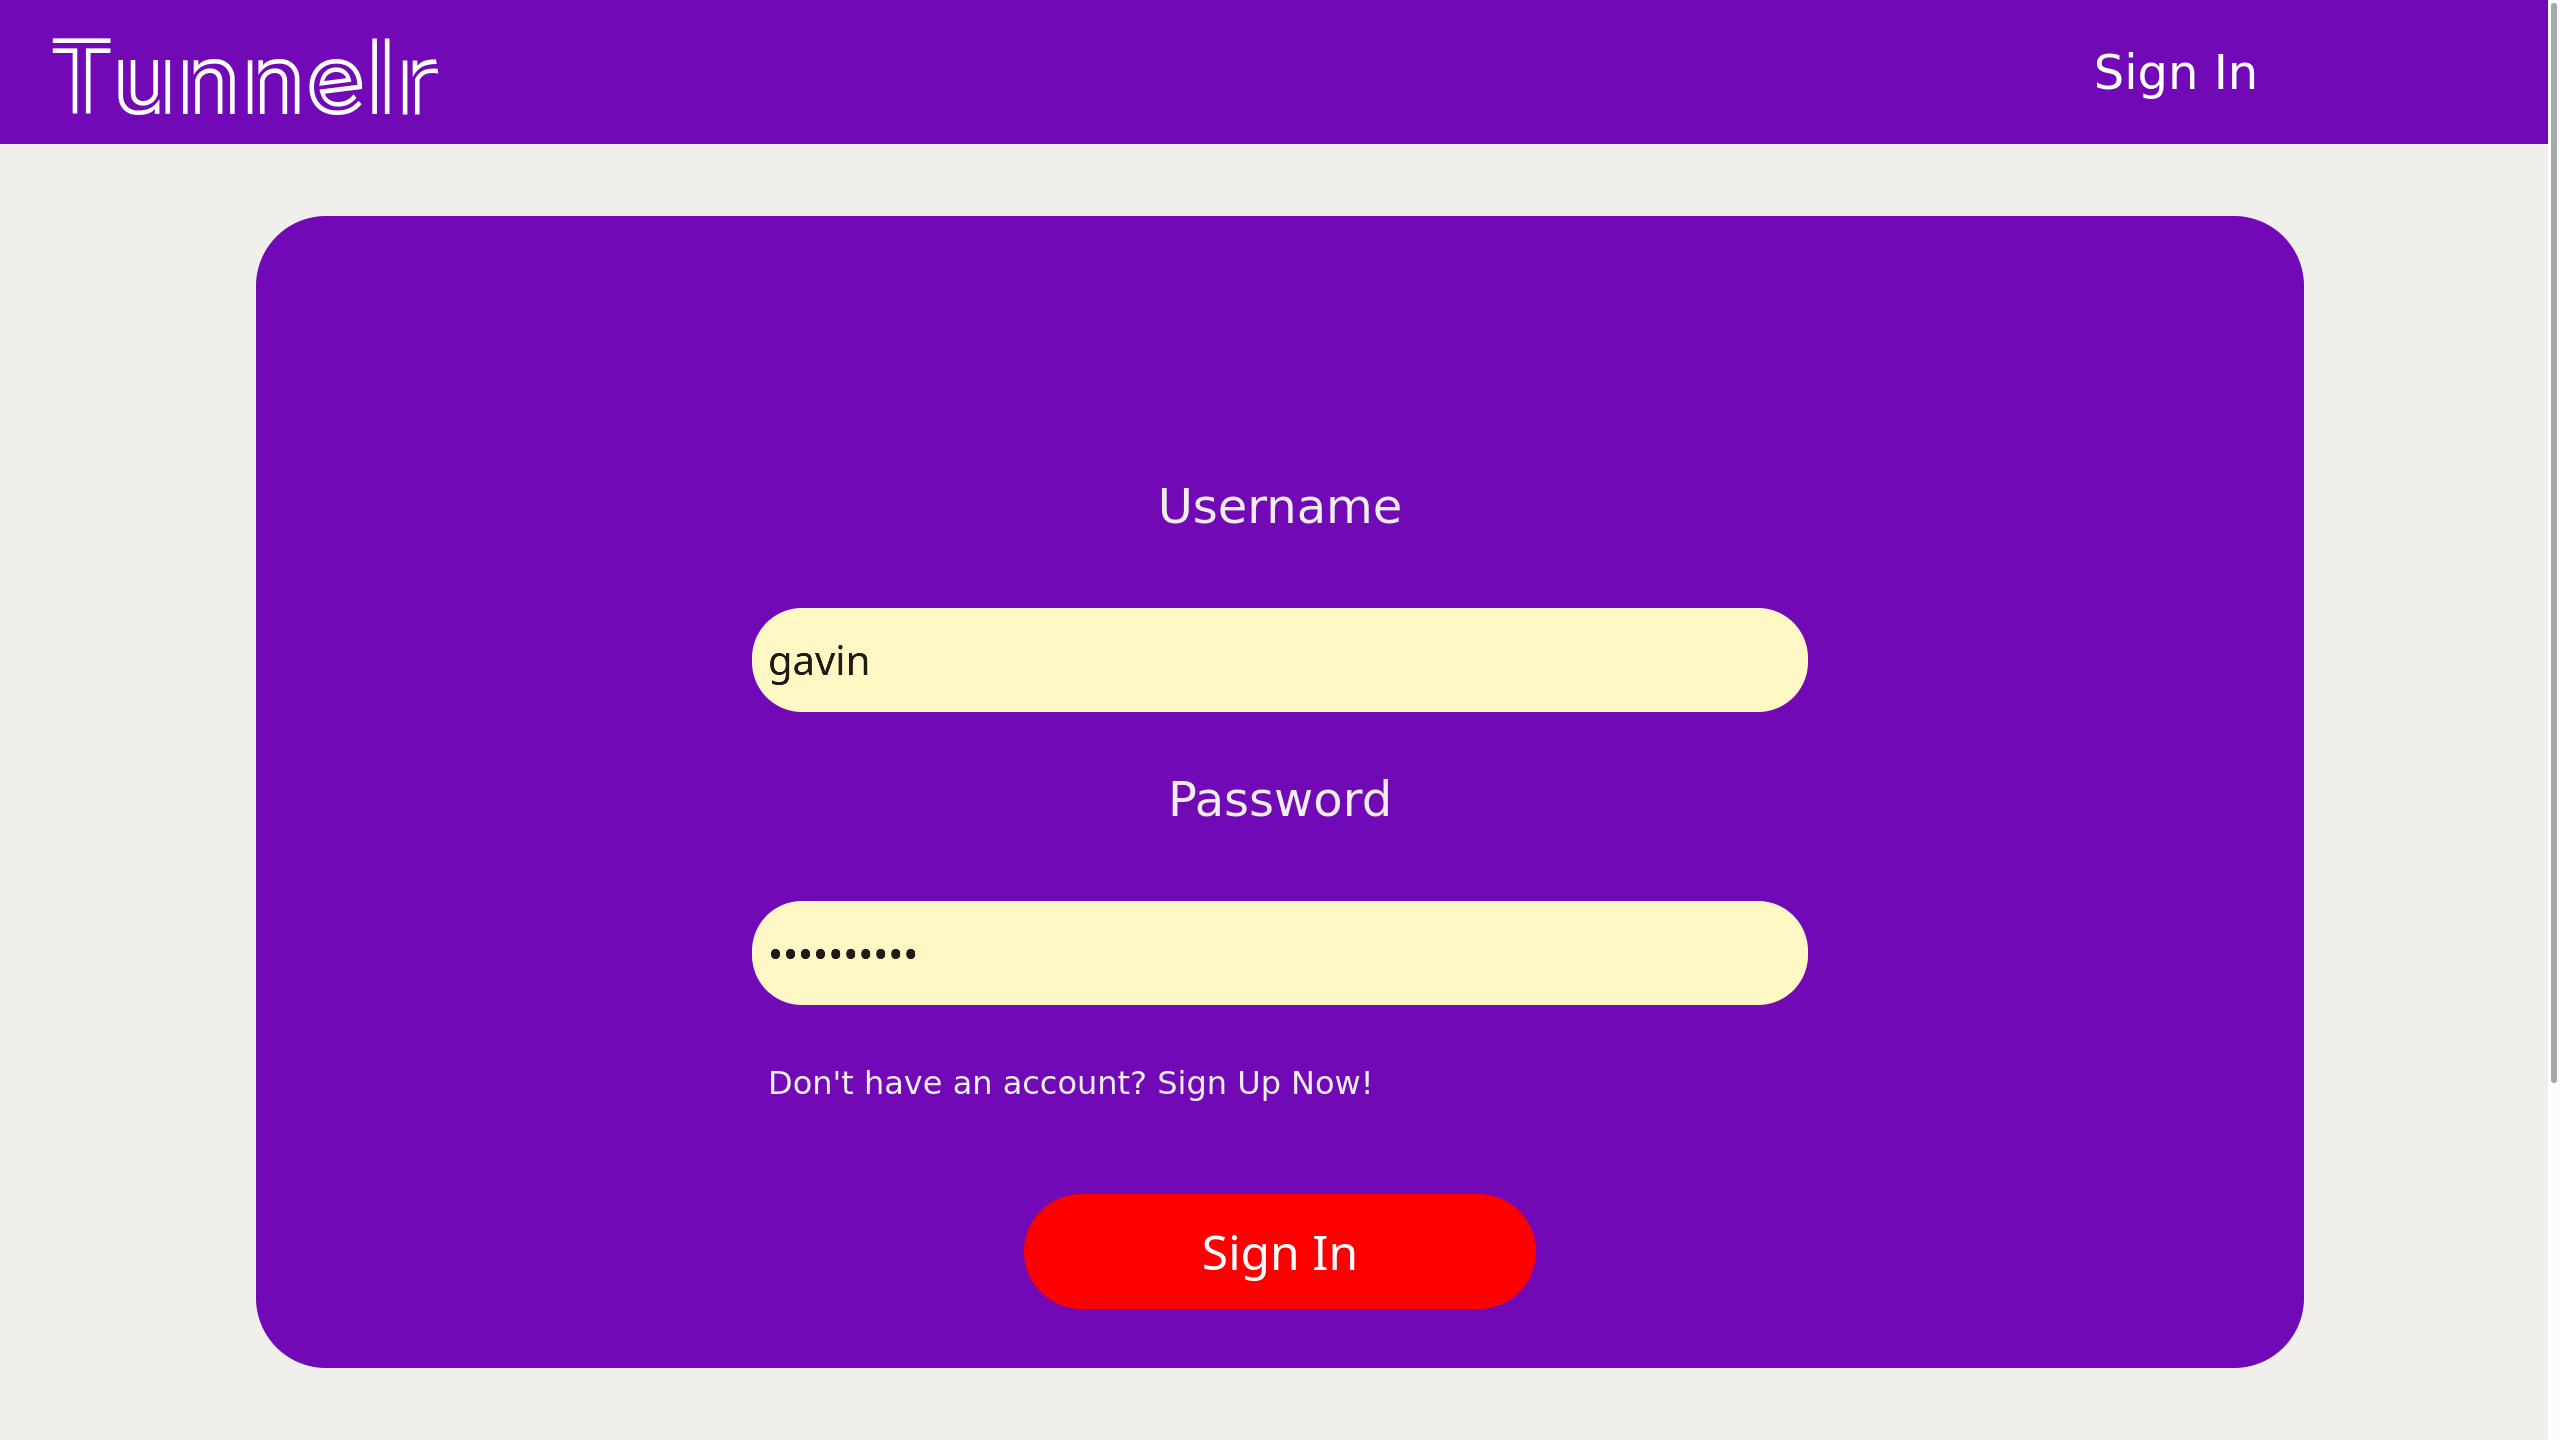 Tunnelr
Sign In
Username
gavin
Password
••••••••••
Don't have an account? Sign Up Now!
Sign In